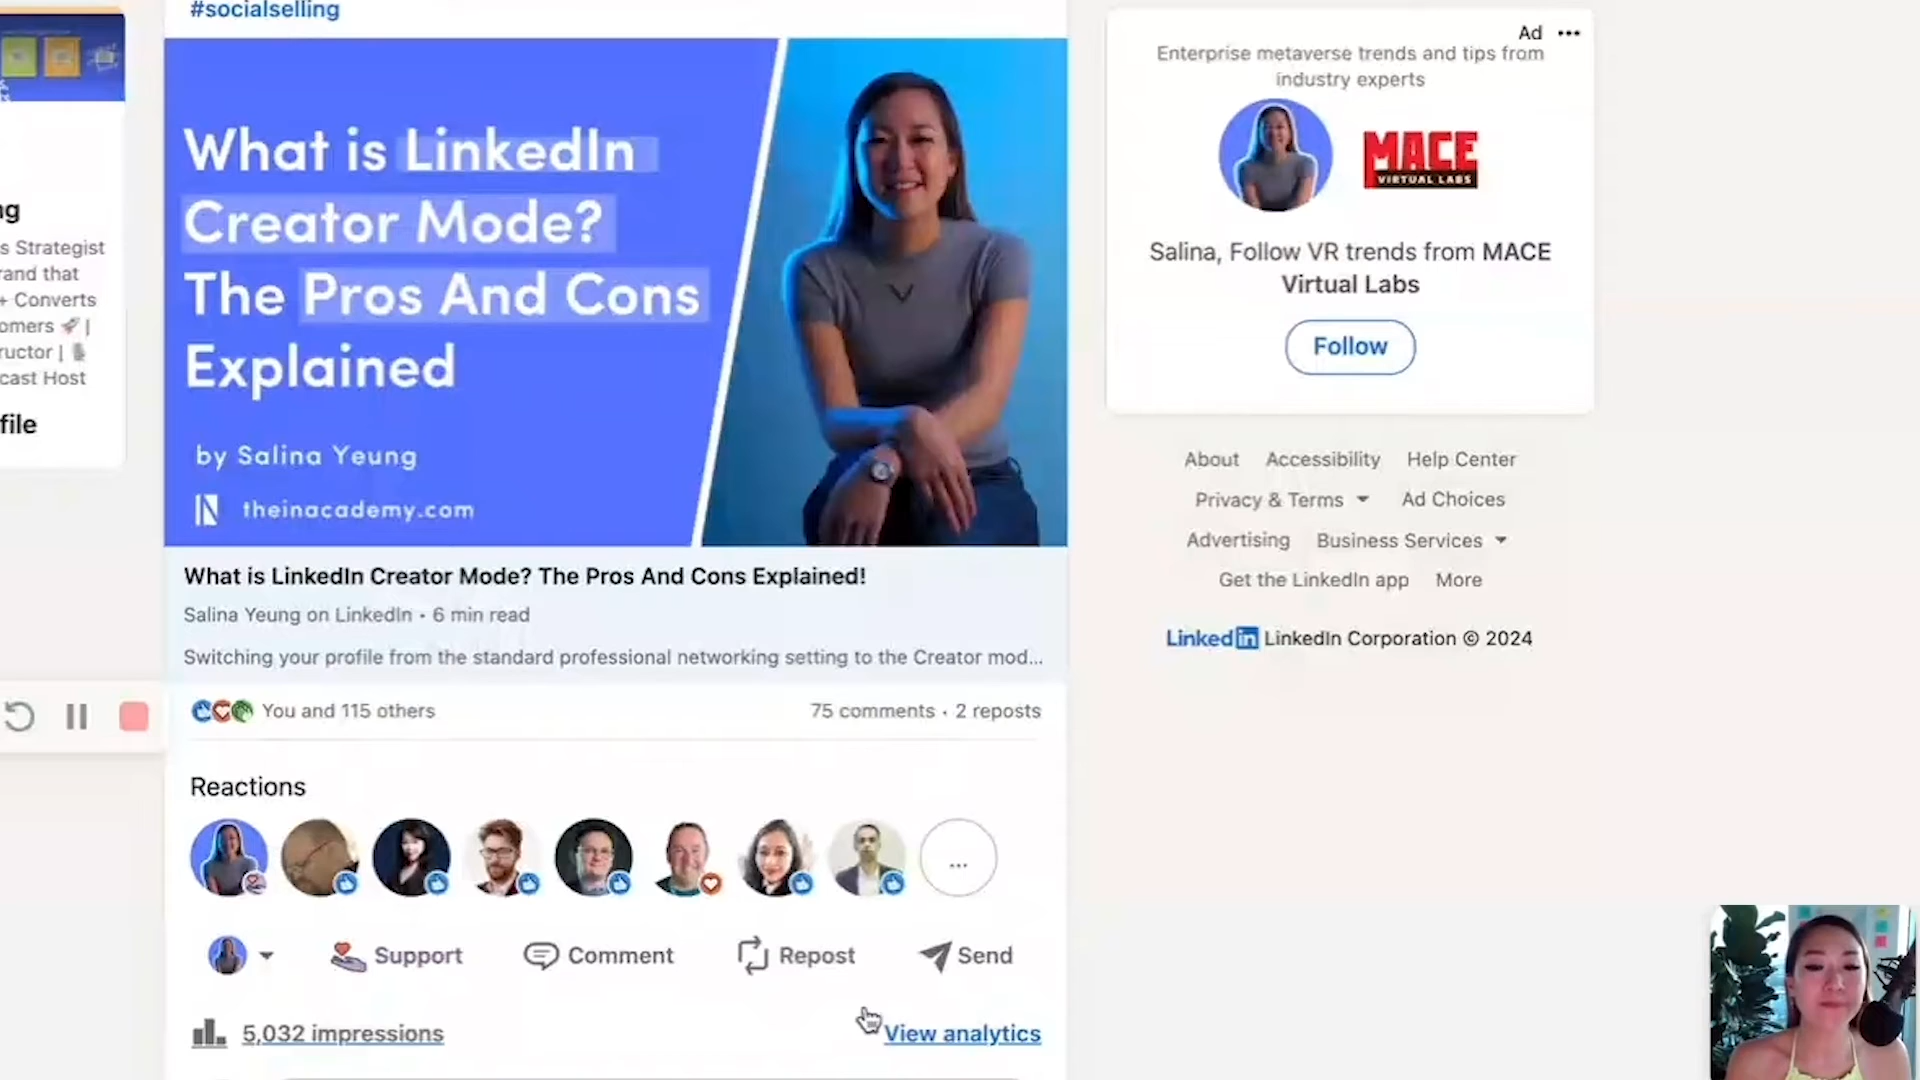 #socialselling
What is LinkedIn
Creator Mode?
The Pros And Cons
Explained
by Salina Yeung
theinacademy.com
What is LinkedIn Creator Mode? The Pros And Cons Explained!
Salina Yeung on LinkedIn • 6 min read
Switching your profile from the standard professional networking setting to the Creator mod...
You and 115 others
75 comments • 2 reposts
Reactions
...
Support
Comment
Repost
Send
5,032 impressions
View analytics
ng
s Strategist
rand that
+ Converts
omers 🚀 |
ructor |
cast Host
file
Ad •••
Enterprise metaverse trends and tips from
industry experts
MACE
VIRTUAL LABS
Salina, Follow VR trends from MACE
Virtual Labs
Follow
About Accessibility Help Center
Privacy & Terms Ad Choices
Advertising Business Services
Get the LinkedIn app More
LinkedIn LinkedIn Corporation © 2024